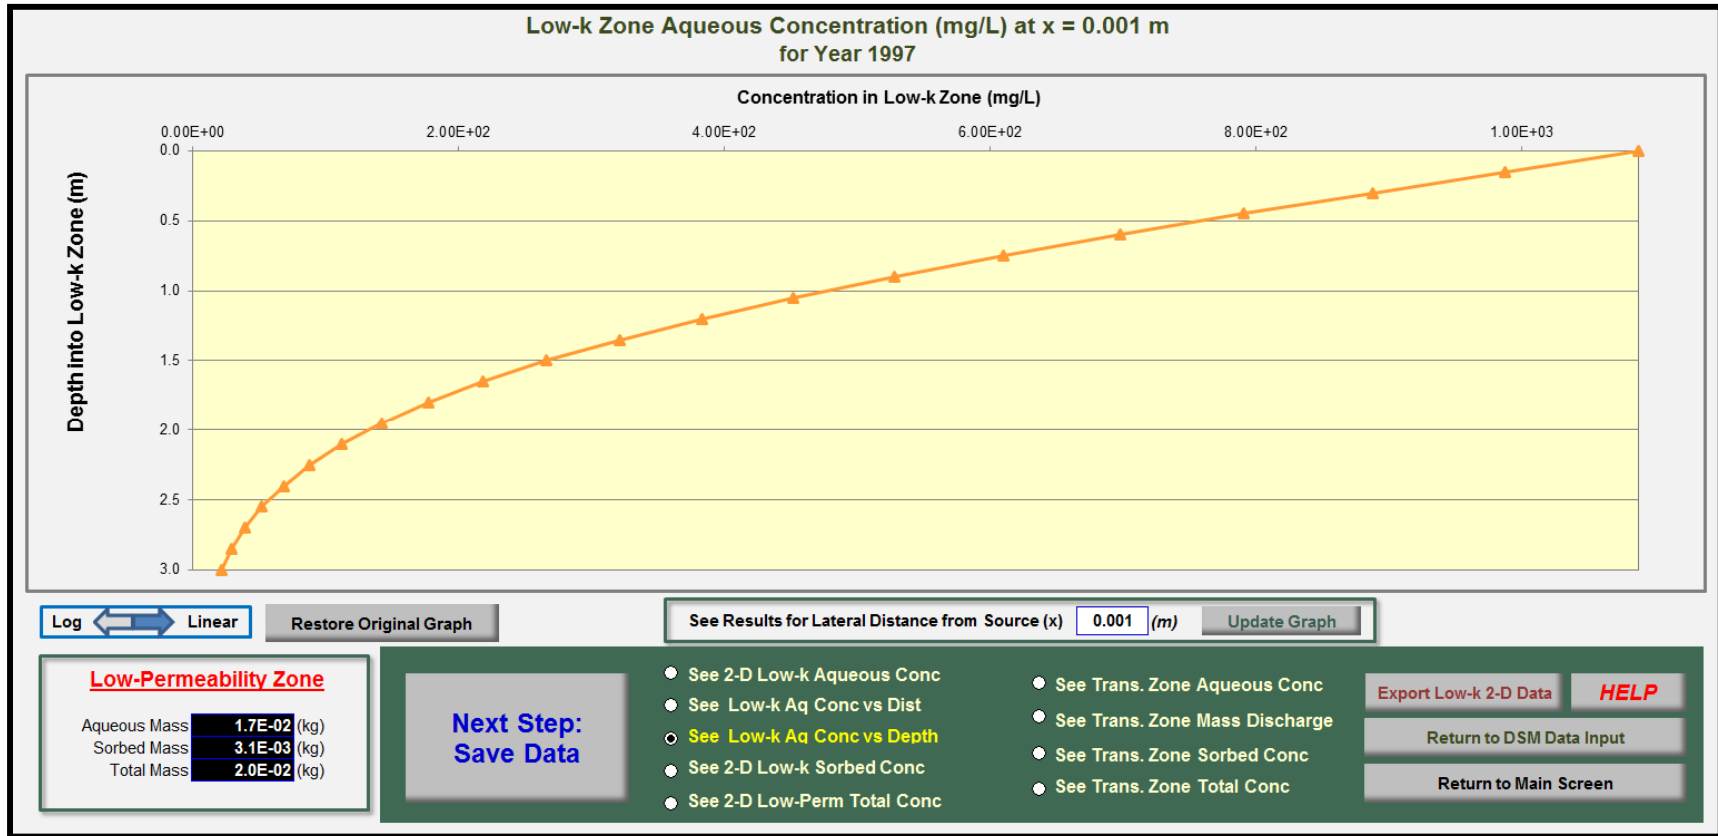 Low-k Zone Aqueous Concentration (mg/L) at x = 0.001 m
for Year 1997
Concentration in Low-k Zone (mg/L)
0.00E+00 2.00E+02 4.00E+02 6.00E+02 8.00E+02 1.00E+03
Depth into Low-k Zone (m)
0.0
0.5
1.0
1.5
2.0
2.5
3.0
Log Linear
Restore Original Graph
See Results for Lateral Distance from Source (x) 0.001 (m)
Update Graph
Low-Permeability Zone
Aqueous Mass 1.7E-02 (kg)
Sorbed Mass 3.1E-03 (kg)
Total Mass 2.0E-02 (kg)
Next Step:
Save Data
See 2-D Low-k Aqueous Conc
See Low-k Aq Conc vs Dist
See Low-k Aq Conc vs Depth
See 2-D Low-k Sorbed Conc
See 2-D Low-Perm Total Conc
See Trans. Zone Aqueous Conc
See Trans. Zone Mass Discharge
See Trans. Zone Sorbed Conc
See Trans. Zone Total Conc
Export Low-k 2-D Data
HELP
Return to DSM Data Input
Return to Main Screen